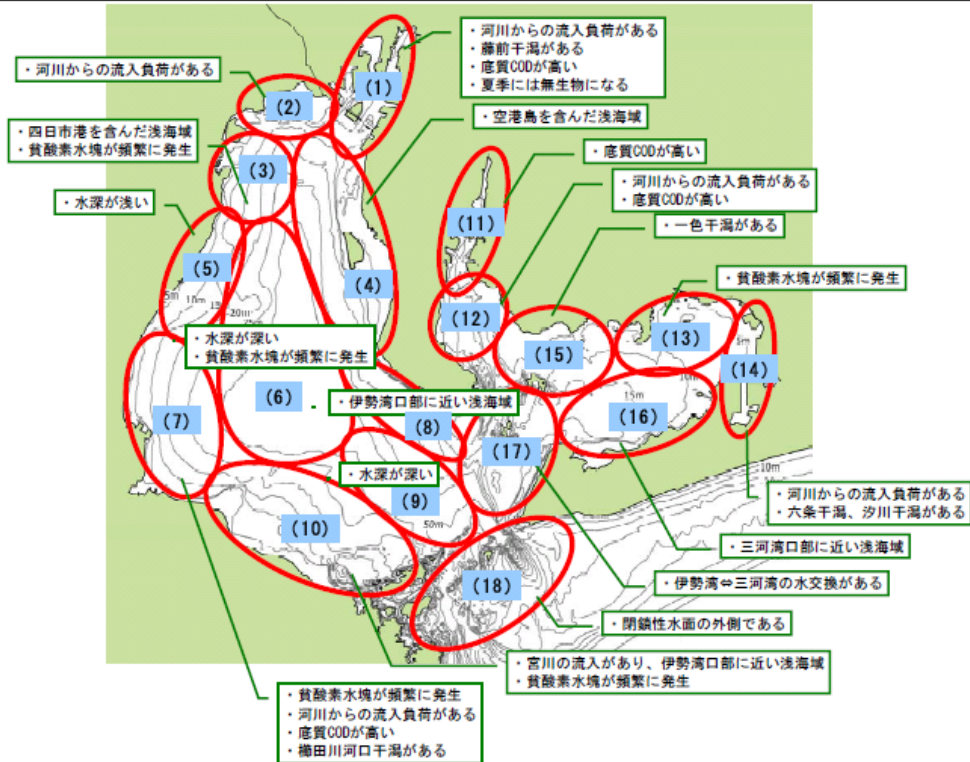 ・河川からの流入負荷がある
・藤前干潟がある
・底質CODが高い
・夏季には無生物になる
・河川からの流入負荷がある
(1)
(2)
・空港島を含んだ浅海域
・四日市港を含んだ浅海域
・貧酸素水塊が頻繁に発生
(3)
・底質CODが高い
・河川からの流入負荷がある
・底質CODが高い
・水深が浅い
(11)
・一色干潟がある
(5)
(4)
・貧酸素水塊が頻繁に発生
5m
10m
15
20m
25m
(12)
(13)
5m
・水深が深い
・貧酸素水塊が頻繁に発生
(15)
(14)
10m
15m
(6)
・伊勢湾口部に近い浅海域
(7)
(8)
(16)
(17)
・水深が深い
10m
(9)
50m
(10)
・河川からの流入負荷がある
・六条干潟、汐川干潟がある
・三河湾口部に近い浅海域
(18)
・伊勢湾⇔三河湾の水交換がある
・閉鎖性水面の外側である
・宮川の流入があり、伊勢湾口部に近い浅海域
・貧酸素水塊が頻繁に発生
・貧酸素水塊が頻繁に発生
・河川からの流入負荷がある
・底質CODが高い
・櫛田川河口干潟がある